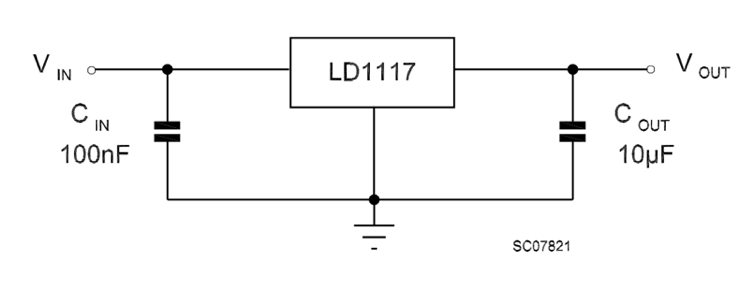 V IN
LD1117
V OUT
C IN
100nF
C OUT
10µF
SC07821